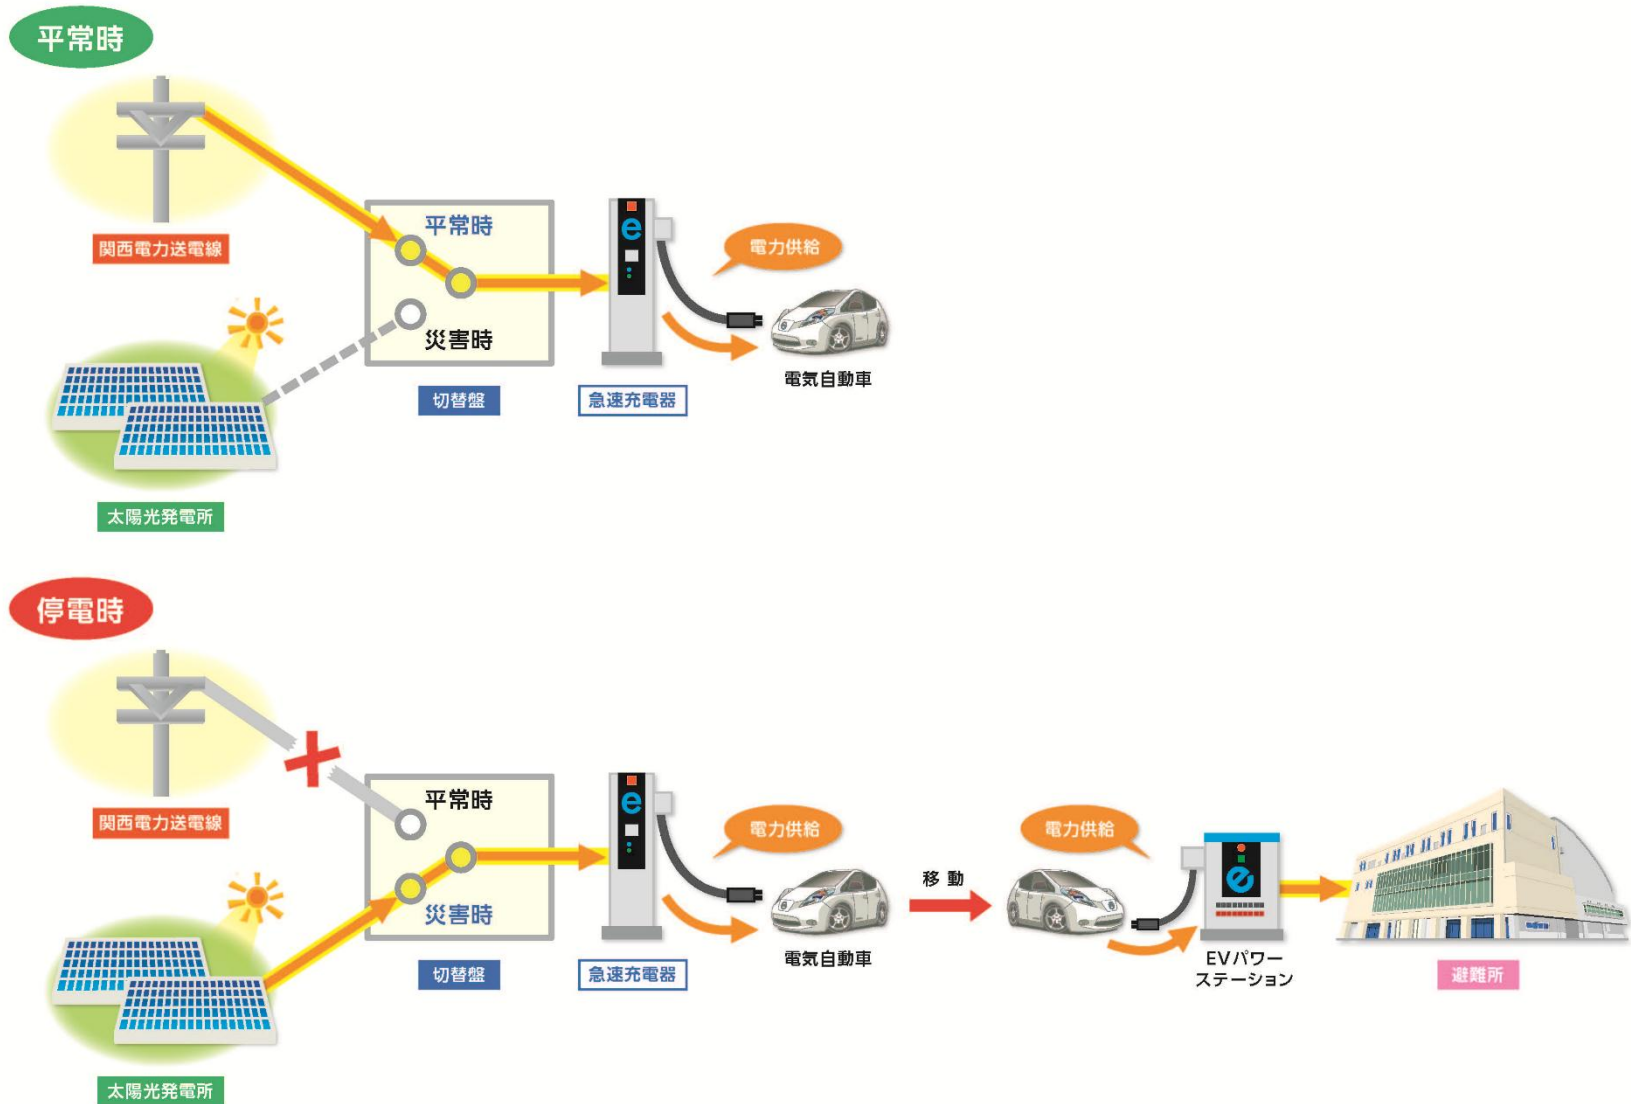 平常時
関西電力送電線
平常時
災害時
切替盤
e
急速充電器
電力供給
電気自動車
太陽光発電所
停電時
関西電力送電線
平常時
災害時
切替盤
e
急速充電器
電力供給
電気自動車
移動
電力供給
e
EVパワー
ステーション
避難所
太陽光発電所